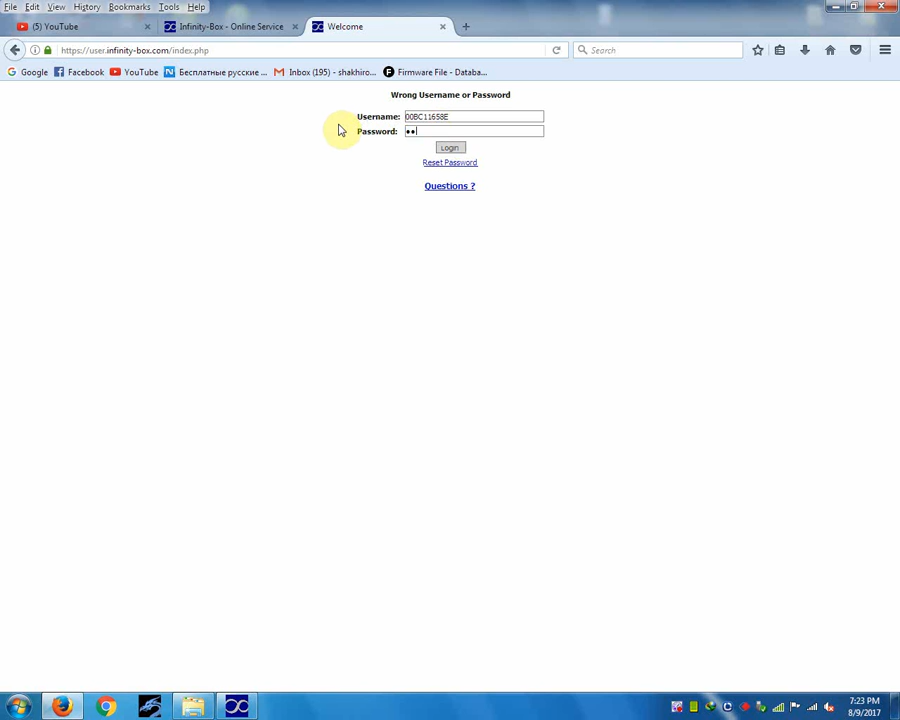 File Edit View History Bookmarks Tools Help
(5) YouTube
Infinity-Box - Online Service
Welcome
https://user.infinity-box.com/index.php
Search
Google
Facebook
YouTube
Бесплатные русские ...
Inbox (195) - shakhiro...
Firmware File - Databa...
Wrong Username or Password
Username: 00BC11658E
Password: ●●
Login
Reset Password
Questions ?
7:23 PM
8/9/2017